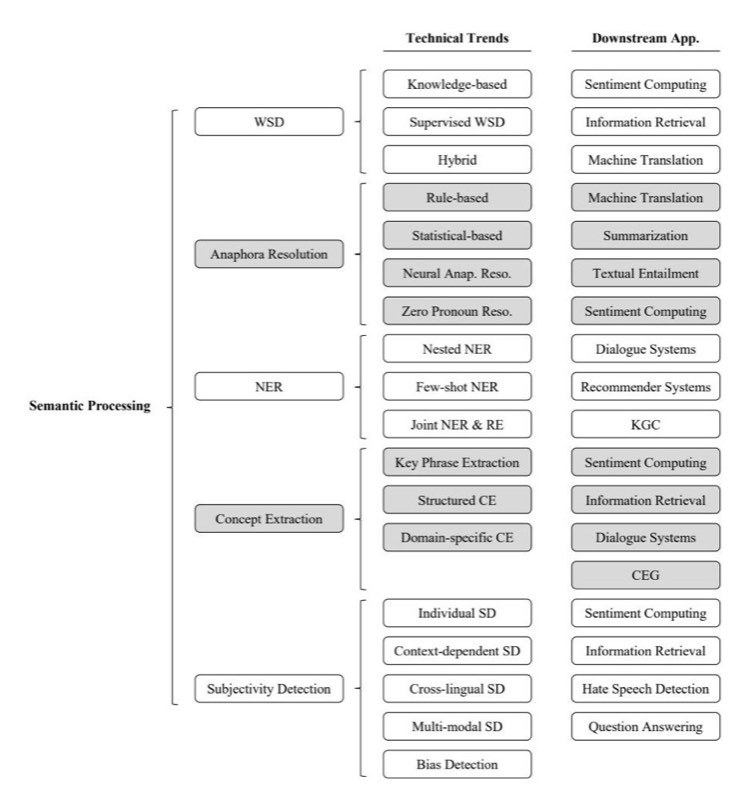 Technical Trends
Downstream App.
Semantic Processing
WSD
Knowledge-based
Supervised WSD
Hybrid
Sentiment Computing
Information Retrieval
Machine Translation
Anaphora Resolution
Rule-based
Statistical-based
Neural Anap. Reso.
Zero Pronoun Reso.
Machine Translation
Summarization
Textual Entailment
Sentiment Computing
NER
Nested NER
Few-shot NER
Joint NER & RE
Dialogue Systems
Recommender Systems
KGC
Concept Extraction
Key Phrase Extraction
Structured CE
Domain-specific CE
Sentiment Computing
Information Retrieval
Dialogue Systems
CEG
Subjectivity Detection
Individual SD
Context-dependent SD
Cross-lingual SD
Multi-modal SD
Bias Detection
Sentiment Computing
Information Retrieval
Hate Speech Detection
Question Answering